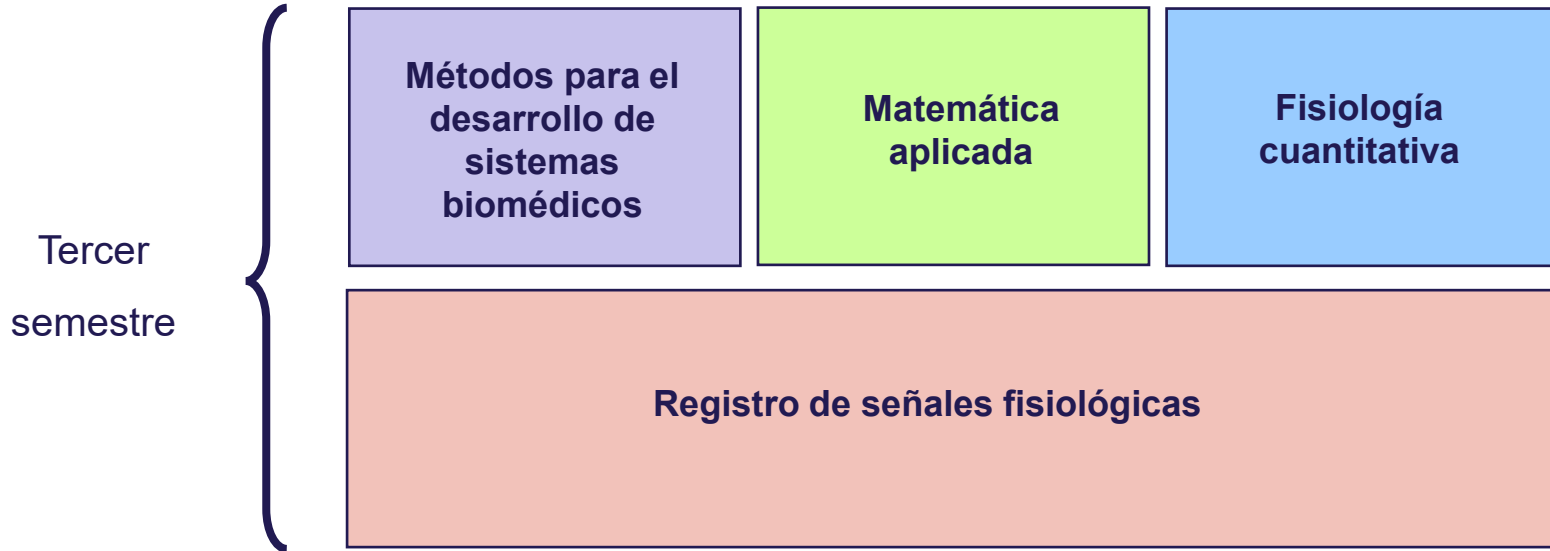 Tercer
semestre
Métodos para el
desarrollo de
sistemas
biomédicos
Matemática
aplicada
Fisiología
cuantitativa
Registro de señales fisiológicas